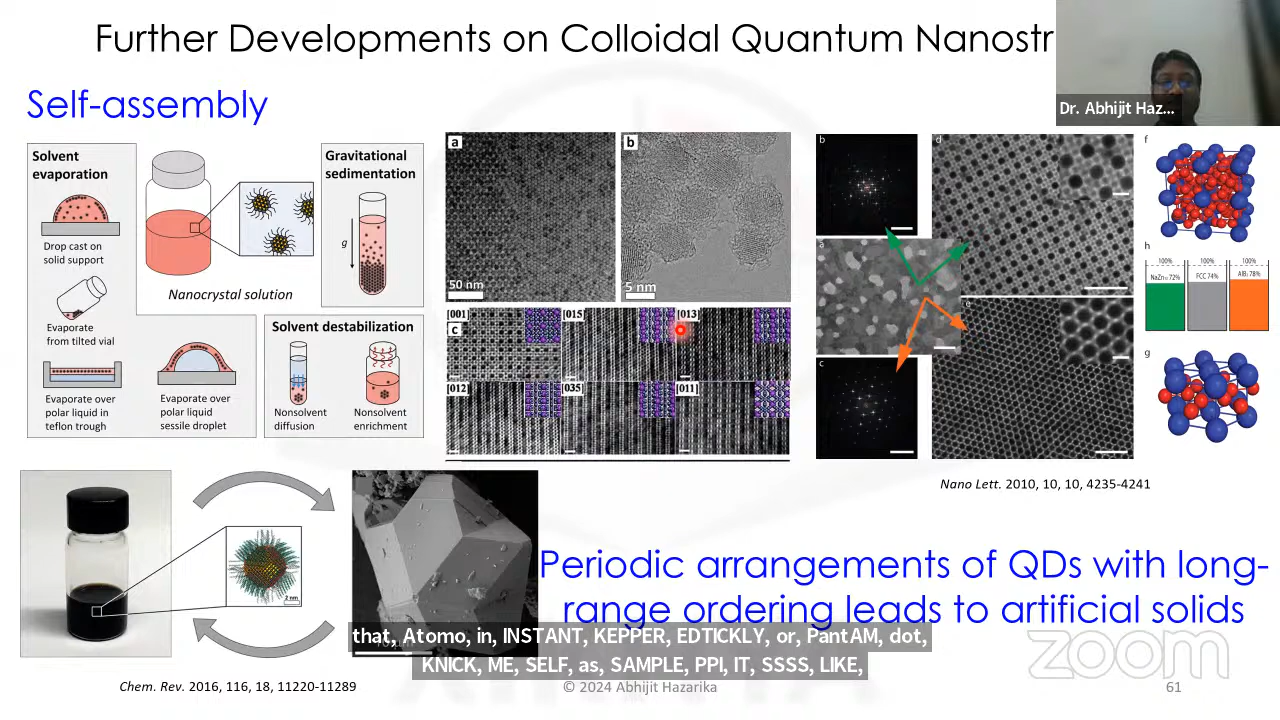 Further Developments on Colloidal Quantum Nanostr
Dr. Abhijit Haz...
Self-assembly
Solvent
evaporation
Drop cast on
solid support
Evaporate
from tilted vial
Evaporate over
polar liquid in
teflon trough
Evaporate over
polar liquid
sessile droplet
Nanocrystal solution
Gravitational
sedimentation
g
Solvent destabilization
Nonsolvent
diffusion
Nonsolvent
enrichment
a
50 nm
b
5 nm
c
[001]
[015]
[013]
[012]
[035]
[011]
b
a
c
d
e
f
h
100%
100%
100%
NaZn₁₃ 72%
FCC 74%
AlB₂ 78%
g
Nano Lett. 2010, 10, 10, 4235-4241
2 nm
Periodic arrangements of QDs with long-
range ordering leads to artificial solids
that, Atomo, in, INSTANT, KEPPER, EDTICKLY, or, PantAM, dot,
KNICK, ME, SELF, as, SAMPLE, PPI, IT, SSSS, LIKE,
zoom
Chem. Rev. 2016, 116, 18, 11220-11289
© 2024 Abhijit Hazarika
61